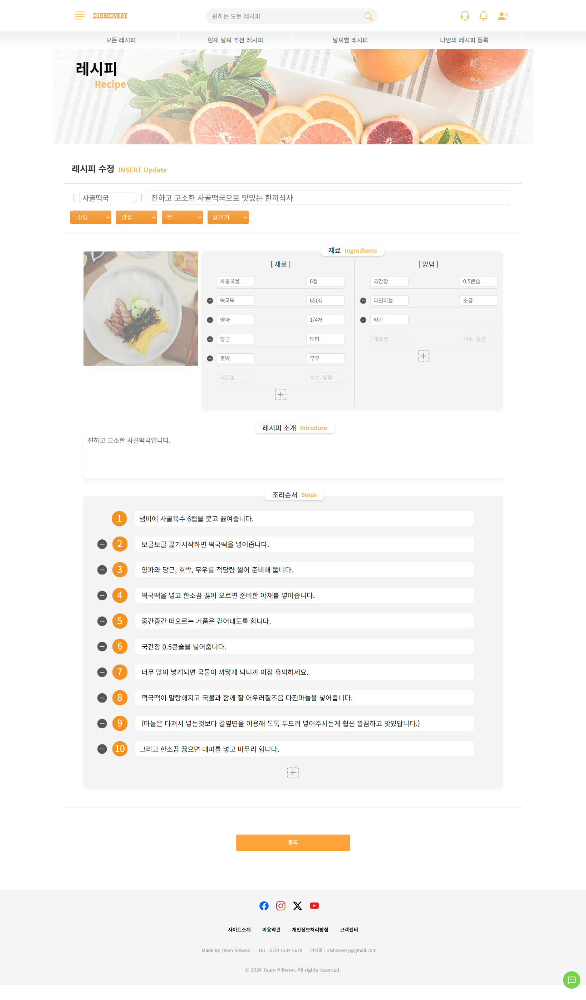 DISHCOVERY
원하는 모든 레시피
모든 레시피
현재 날씨 추천 레시피
날씨별 레시피
나만의 레시피 등록
레시피
Recipe
레시피 수정 INSERT Update
[ 사골떡국 ] 진하고 고소한 사골떡국으로 맛있는 한끼식사
국/탕 명절 쌀 끓이기
재료 Ingredients
[ 재료 ]
사골국물 6컵
떡국떡 650G
양파 1/4개
당근 대파
호박 무우
재료명 개수, 용량
[ 양념 ]
국간장 0.5큰술
다진마늘 소금
약간
재료명 개수, 용량
레시피 소개 Introduce
진하고 고소한 사골떡국입니다.
조리순서 Steps
1 냄비에 사골육수 6컵을 붓고 끓여줍니다.
2 보글보글 끓기시작하면 떡국떡을 넣어줍니다.
3 양파와 당근, 호박, 무우를 적당량 썰어 준비해 둡니다.
4 떡국떡을 넣고 한소끔 끓어 오르면 준비한 야채를 넣어줍니다.
5 중간중간 떠오르는 거품은 걷어내도록 합니다.
6 국간장 0.5큰술을 넣어줍니다.
7 너무 많이 넣게되면 국물이 까맣게 되니까 이점 유의하세요.
8 떡국떡이 말랑해지고 국물과 함께 잘 어우러질즈음 다진마늘을 넣어줍니다.
9 (마늘은 다져서 넣는것보다 칼옆면을 이용해 톡톡 두드려 넣어주시는게 훨씬 깔끔하고 맛있답니다.)
10 그리고 한소끔 끓으면 대파를 넣고 마무리 합니다.
등록
사이트소개 이용약관 개인정보처리방침 고객센터
Made By Team KiKwon TEL : 010) 1234-5678 이메일 : Dishcovery@gmail.com
© 2024 Team KiKwon. All rights reserved.